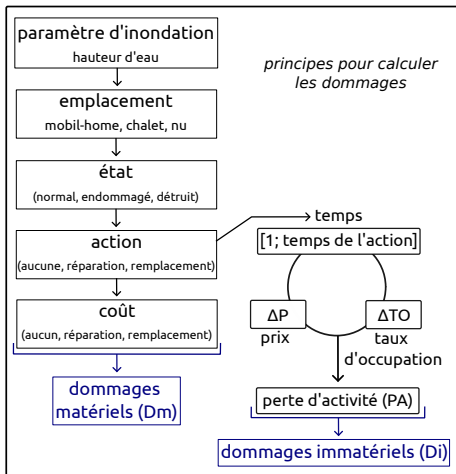 paramètre d'inondation
hauteur d'eau
principes pour calculer
les dommages
emplacement
mobil-home, chalet, nu
état
(normal, endommagé, détruit)
temps
action
(aucune, réparation, remplacement)
[1; temps de l'action]
coût
(aucun, réparation, remplacement)
ΔP
prix
ΔTO
taux
d'occupation
dommages
matériels (Dm)
perte d'activité (PA)
dommages immatériels (Di)